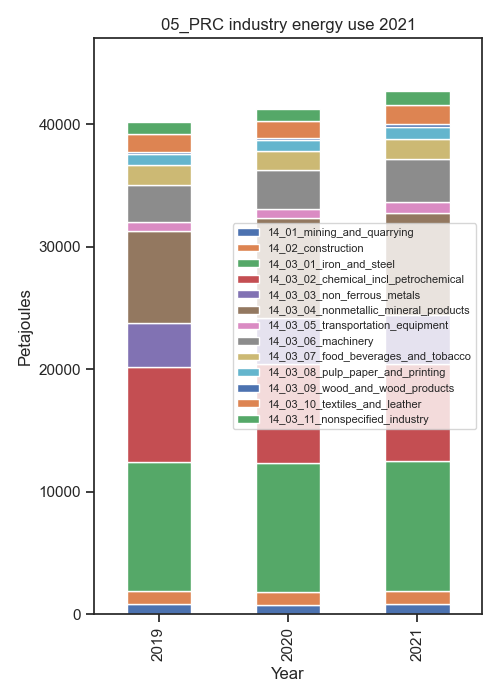 05_PRC industry energy use 2021
40000
30000
20000
10000
0
Petajoules
14_01_mining_and_quarrying
14_02_construction
14_03_01_iron_and_steel
14_03_02_chemical_incl_petrochemical
14_03_03_non_ferrous_metals
14_03_04_nonmetallic_mineral_products
14_03_05_transportation_equipment
14_03_06_machinery
14_03_07_food_beverages_and_tobacco
14_03_08_pulp_paper_and_printing
14_03_09_wood_and_wood_products
14_03_10_textiles_and_leather
14_03_11_nonspecified_industry
2019
2020
2021
Year